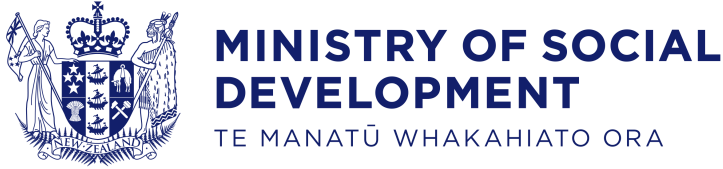 MINISTRY OF SOCIAL
DEVELOPMENT
TE MANATŪ WHAKAHIATO ORA
NEW ZEALAND